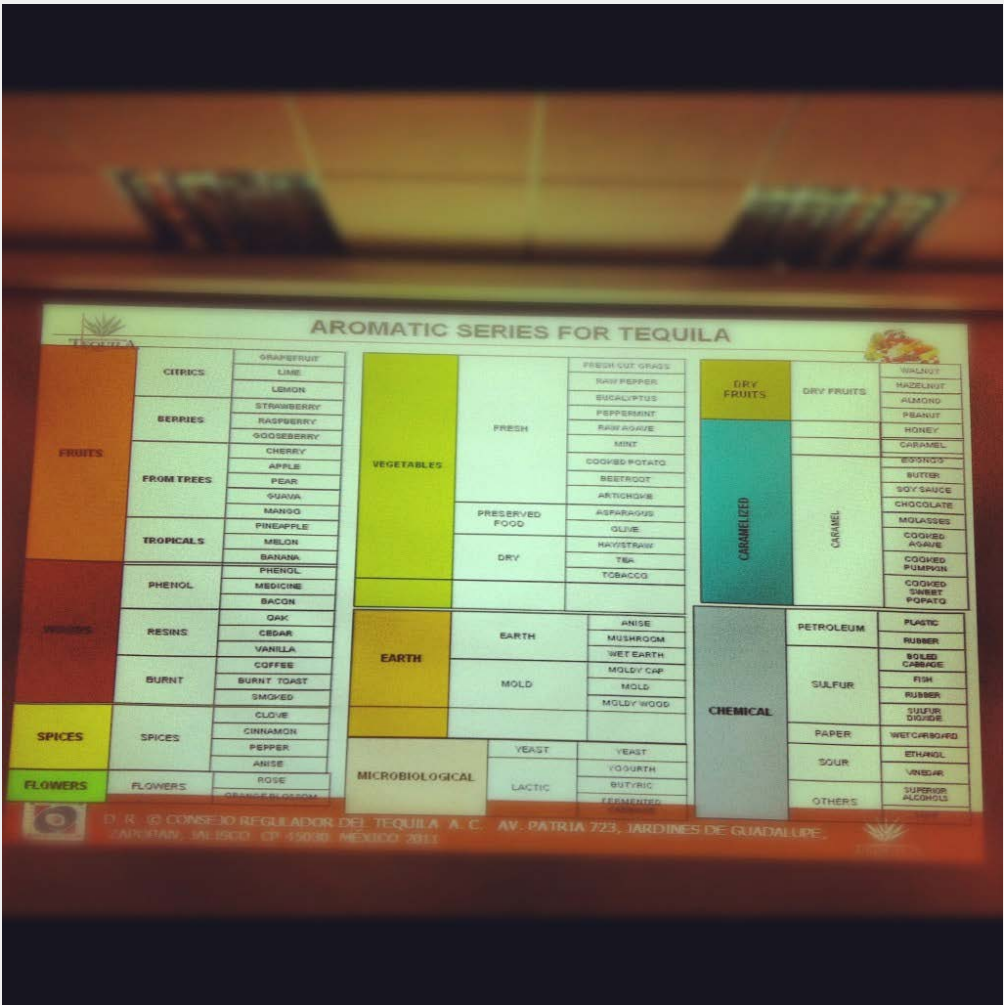 AROMATIC SERIES FOR TEQUILA
TEQUILA
FRUITS
CITRICS
GRAPEFRUIT
LIME
LEMON
BERRIES
STRAWBERRY
RASPBERRY
GOOSEBERRY
FROM TREES
CHERRY
APPLE
PEAR
GUAVA
MANGO
TROPICALS
PINEAPPLE
MELON
BANANA
WOODS
PHENOL
PHENOL
MEDICINE
BACON
RESINS
OAK
CEDAR
VANILLA
BURNT
COFFEE
BURNT TOAST
SMOKED
SPICES
SPICES
CLOVE
CINNAMON
PEPPER
ANISE
FLOWERS
FLOWERS
ROSE
ORANGE BLOSSOM
VEGETABLES
FRESH
FRESH CUT GRASS
RAW PEPPER
EUCALYPTUS
PEPPERMINT
RAW AGAVE
MINT
COOKED POTATO
BEETROOT
ARTICHOKE
PRESERVED
FOOD
ASPARAGUS
OLIVE
DRY
HAY/STRAW
TEA
TOBACCO
EARTH
EARTH
ANISE
MUSHROOM
WET EARTH
MOLD
MOLDY CAP
MOLD
MOLDY WOOD
MICROBIOLOGICAL
YEAST
YEAST
LACTIC
YOGURTH
BUTYRIC
FERMENTED
DRY
FRUITS
DRY FRUITS
WALNUT
HAZELNUT
ALMOND
PEANUT
HONEY
CARAMELIZED
CARAMEL
CARAMEL
BUTTER
SOY SAUCE
CHOCOLATE
MOLASSES
COOKED
AGAVE
COOKED
PUMPKIN
COOKED
SWEET
POPATO
CHEMICAL
PETROLEUM
PLASTIC
RUBBER
SULFUR
BOILED
CABBAGE
FISH
RUBBER
SULFUR
DIOXIDE
PAPER
WET CARBOARD
SOUR
ETHANOL
VINEGAR
OTHERS
SUPERIOR
ALCOHOLS
D. R. © CONSEJO REGULADOR DEL TEQUILA A. C. AV. PATRIA 723, JARDINES DE GUADALUPE,
ZAPOPAN, JALISCO CP 45030 MÉXICO 2011